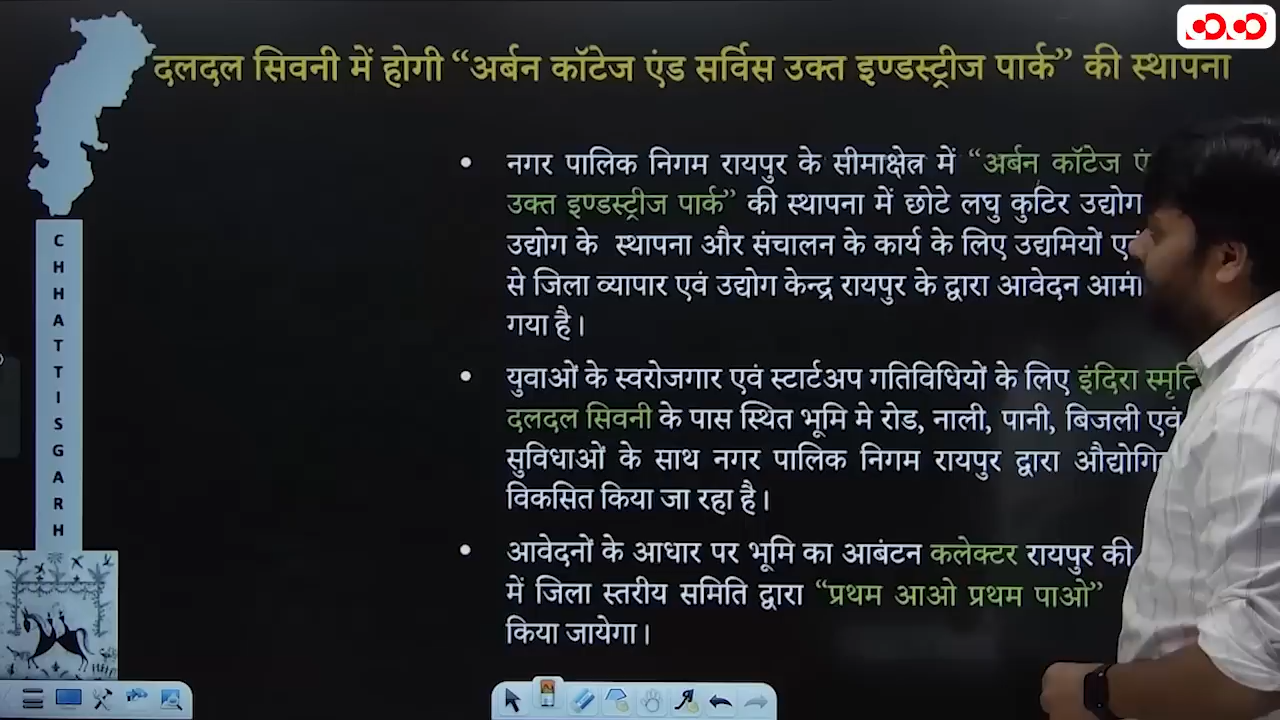 दलदल सिवनी में होगी “अर्बन कॉटेज एंड सर्विस उक्त इण्डस्ट्रीज पार्क” की स्थापना
• नगर पालिक निगम रायपुर के सीमाक्षेत्र में “अर्बन कॉटेज
उक्त इण्डस्ट्रीज पार्क” की स्थापना में छोटे लघु कुटिर उद्योग
उद्योग के स्थापना और संचालन के कार्य के लिए उद्यमियों
से जिला व्यापार एवं उद्योग केन्द्र रायपुर के द्वारा आवेदन
गया है।
• युवाओं के स्वरोजगार एवं स्टार्टअप गतिविधियों के लिए इंदिरा
दलदल सिवनी के पास स्थित भूमि मे रोड, नाली, पानी, बिजली एवं
सुविधाओं के साथ नगर पालिक निगम रायपुर द्वारा
विकसित किया जा रहा है।
• आवेदनों के आधार पर भूमि का आबंटन कलेक्टर रायपुर की
में जिला स्तरीय समिति द्वारा “प्रथम आओ प्रथम पाओ”
किया जायेगा।
CHHATTISGARH